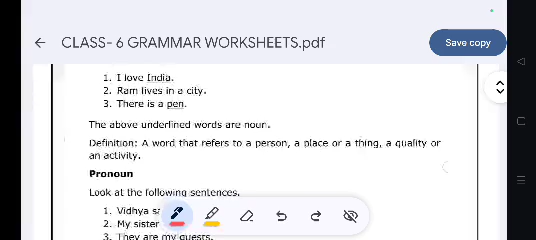 CLASS- 6 GRAMMAR WORKSHEETS.pdf
Save copy
1. I love India.
2. Ram lives in a city.
3. There is a pen.
The above underlined words are noun.
Definition: A word that refers to a person, a place or a thing, a quality or
an activity.
Pronoun
Look at the following sentences.
1. Vidhya
2. My sister
3. They are my guests.